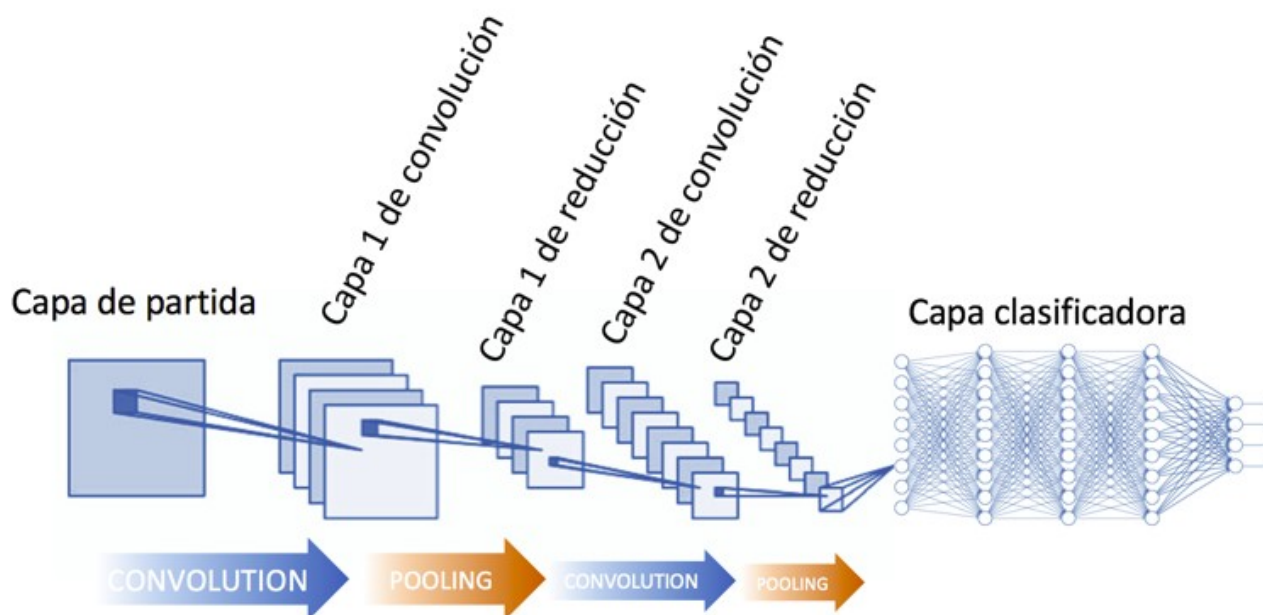 Capa de partida
Capa 1 de convolución
Capa 1 de reducción
Capa 2 de convolución
Capa 2 de reducción
Capa clasificadora
CONVOLUTION
POOLING
CONVOLUTION
POOLING